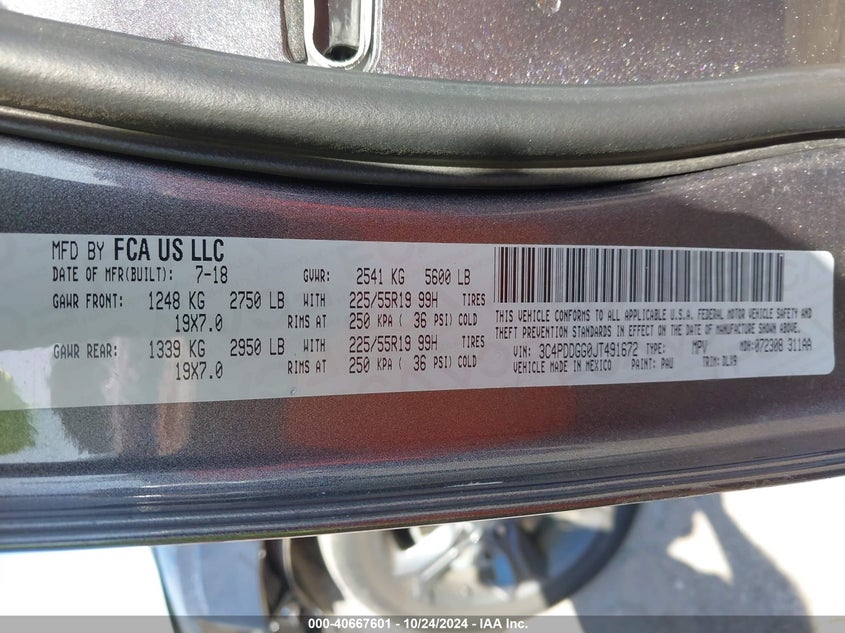 MFD BY FCA US LLC
DATE OF MFR(BUILT): 7-18 GVWR: 2541 KG 5600 LB
GAWR FRONT: 1248 KG 2750 LB WITH 225/55R19 99H TIRES
19X7.0 RIMS AT 250 KPA ( 36 PSI) COLD
GAWR REAR: 1339 KG 2950 LB WITH 225/55R19 99H TIRES
19X7.0 RIMS AT 250 KPA ( 36 PSI) COLD
THIS VEHICLE CONFORMS TO ALL APPLICABLE U.S.A. FEDERAL MOTOR VEHICLE SAFETY AND
THEFT PREVENTION STANDARDS IN EFFECT ON THE DATE OF MANUFACTURE SHOWN ABOVE.
VIN: 3C4PDDGG0JT491672 TYPE: MPV MDH: 072308 311AA
VEHICLE MADE IN MEXICO PAINT: PAU TRIM: DLX9
000-40667601 - 10/24/2024 - IAA Inc.